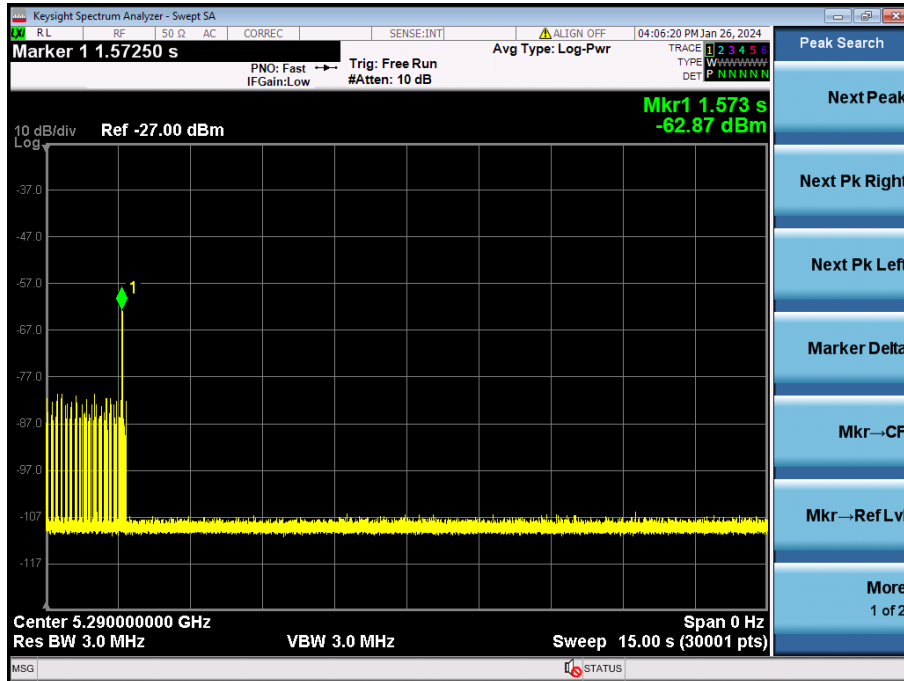 Keysight Spectrum Analyzer - Swept SA
LXI RL RF 50 Ω AC CORREC SENSE:INT ALIGN OFF 04:06:20 PM Jan 26, 2024
Marker 1 1.57250 s
PNO: Fast
IFGain:Low
Trig: Free Run
#Atten: 10 dB
Avg Type: Log-Pwr
TRACE 1 2 3 4 5 6
TYPE WWWWWW
DET P N N N N N
Mkr1 1.573 s
-62.87 dBm
10 dB/div Ref -27.00 dBm
Log
-37.0
-47.0
-57.0
1
-67.0
-77.0
-87.0
-97.0
-107
-117
Center 5.290000000 GHz Span 0 Hz
Res BW 3.0 MHz VBW 3.0 MHz Sweep 15.00 s (30001 pts)
MSG STATUS
Peak Search
Next Peak
Next Pk Right
Next Pk Left
Marker Delta
Mkr→CF
Mkr→Ref Lvl
More
1 of 2